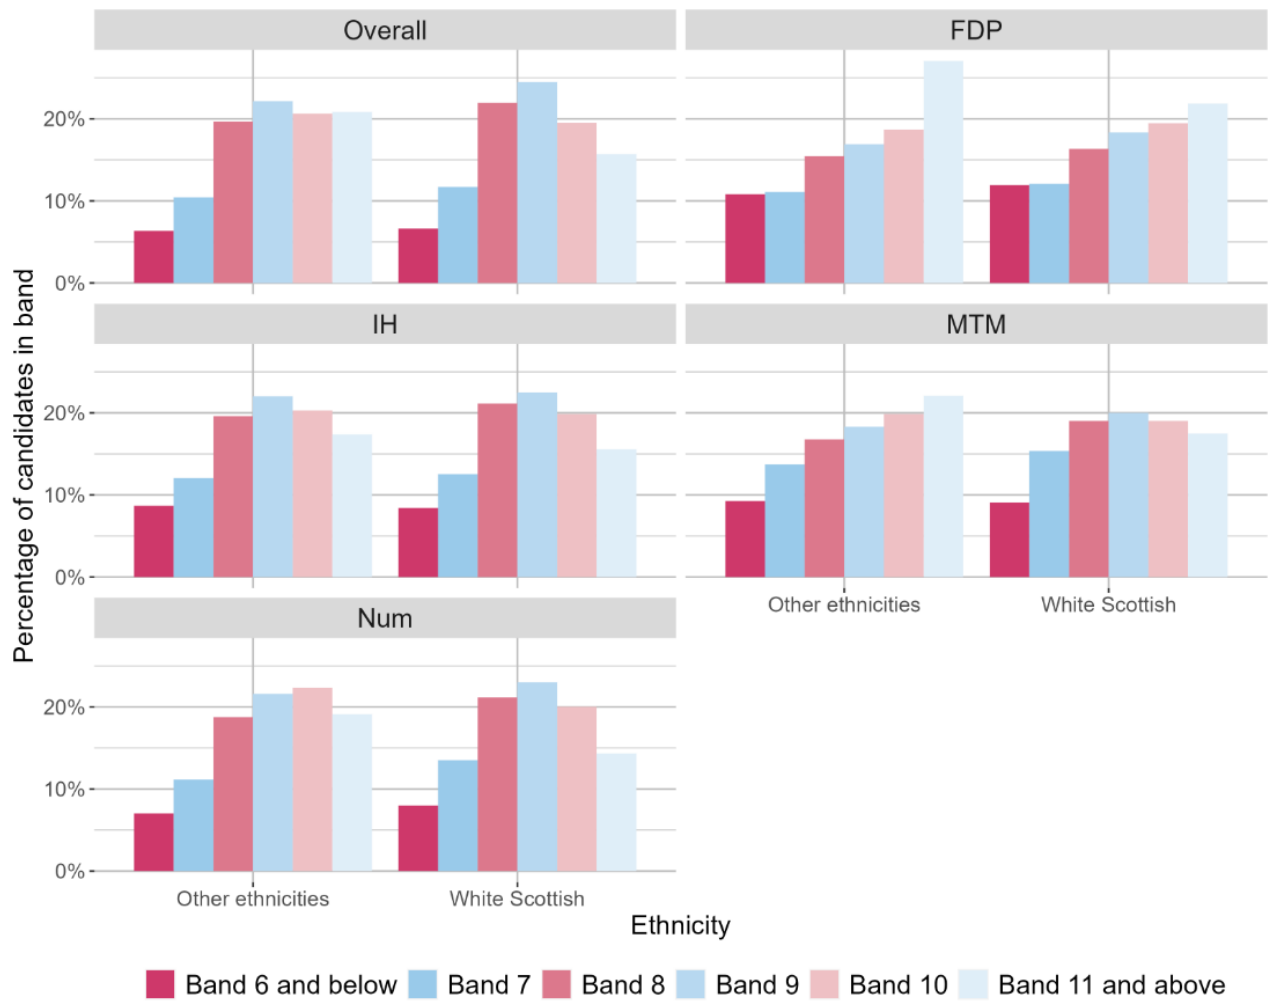 Overall
FDP
20%
10%
0%
IH
MTM
20%
10%
0%
Other ethnicities
White Scottish
Num
20%
10%
0%
Other ethnicities
White Scottish
Percentage of candidates in band
Ethnicity
Band 6 and below
Band 7
Band 8
Band 9
Band 10
Band 11 and above